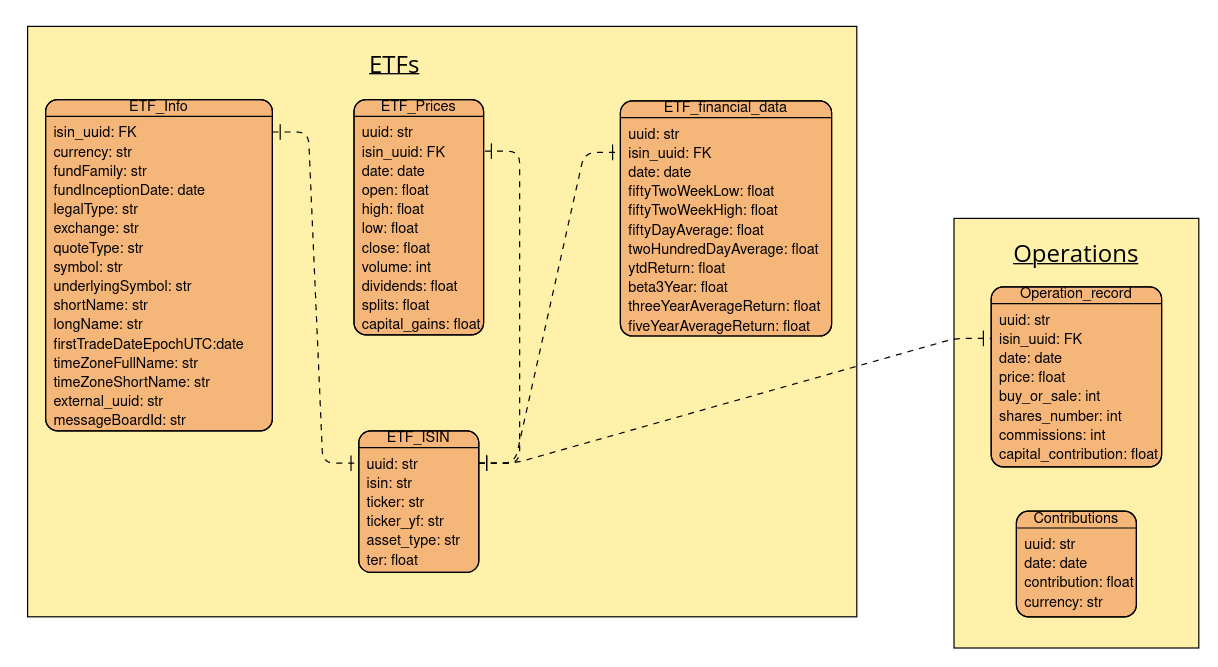 ETFs
ETF_Info
isin_uuid: FK
currency: str
fundFamily: str
fundInceptionDate: date
legalType: str
exchange: str
quoteType: str
symbol: str
underlyingSymbol: str
shortName: str
longName: str
firstTradeDateEpochUTC:date
timeZoneFullName: str
timeZoneShortName: str
external_uuid: str
messageBoardId: str
ETF_Prices
uuid: str
isin_uuid: FK
date: date
open: float
high: float
low: float
close: float
volume: int
dividends: float
splits: float
capital_gains: float
ETF_financial_data
uuid: str
isin_uuid: FK
date: date
fiftyTwoWeekLow: float
fiftyTwoWeekHigh: float
fiftyDayAverage: float
twoHundredDayAverage: float
ytdReturn: float
beta3Year: float
threeYearAverageReturn: float
fiveYearAverageReturn: float
ETF_ISIN
uuid: str
isin: str
ticker: str
ticker_yf: str
asset_type: str
ter: float
Operations
Operation_record
uuid: str
isin_uuid: FK
date: date
price: float
buy_or_sale: int
shares_number: int
commissions: int
capital_contribution: float
Contributions
uuid: str
date: date
contribution: float
currency: str